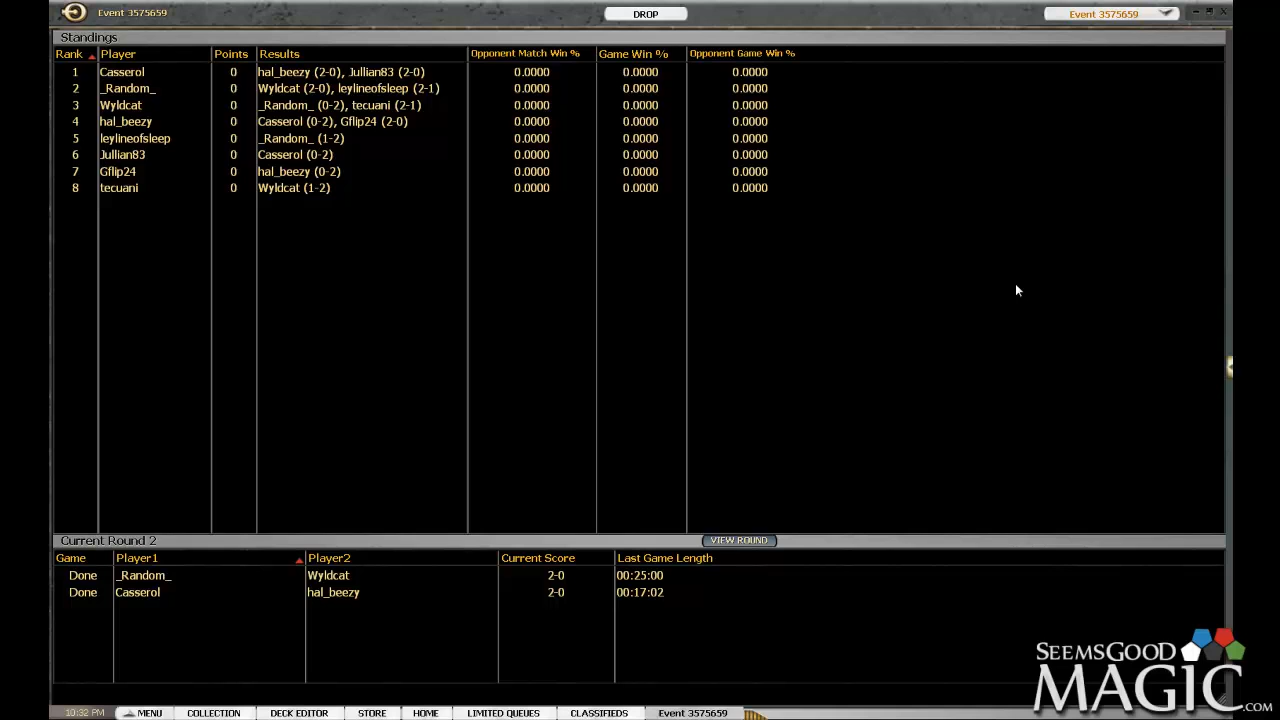 Event 3575659 DROP Event 3575659
Standings
Rank Player Points Results Opponent Match Win % Game Win % Opponent Game Win %
1 Casserol 0 hal_beezy (2-0), Jullian83 (2-0) 0.0000 0.0000 0.0000
2 _Random_ 0 Wyldcat (2-0), leylineofsleep (2-1) 0.0000 0.0000 0.0000
3 Wyldcat 0 _Random_ (0-2), tecuani (2-1) 0.0000 0.0000 0.0000
4 hal_beezy 0 Casserol (0-2), Gflip24 (2-0) 0.0000 0.0000 0.0000
5 leylineofsleep 0 _Random_ (1-2) 0.0000 0.0000 0.0000
6 Jullian83 0 Casserol (0-2) 0.0000 0.0000 0.0000
7 Gflip24 0 hal_beezy (0-2) 0.0000 0.0000 0.0000
8 tecuani 0 Wyldcat (1-2) 0.0000 0.0000 0.0000
Current Round 2 VIEW ROUND
Game Player1 Player2 Current Score Last Game Length
Done _Random_ Wyldcat 2-0 00:25:00
Done Casserol hal_beezy 2-0 00:17:02
SEEMSGOOD
MAGIC.COM
10:32 PM MENU COLLECTION DECK EDITOR STORE HOME LIMITED QUEUES CLASSIFIEDS Event 3575659